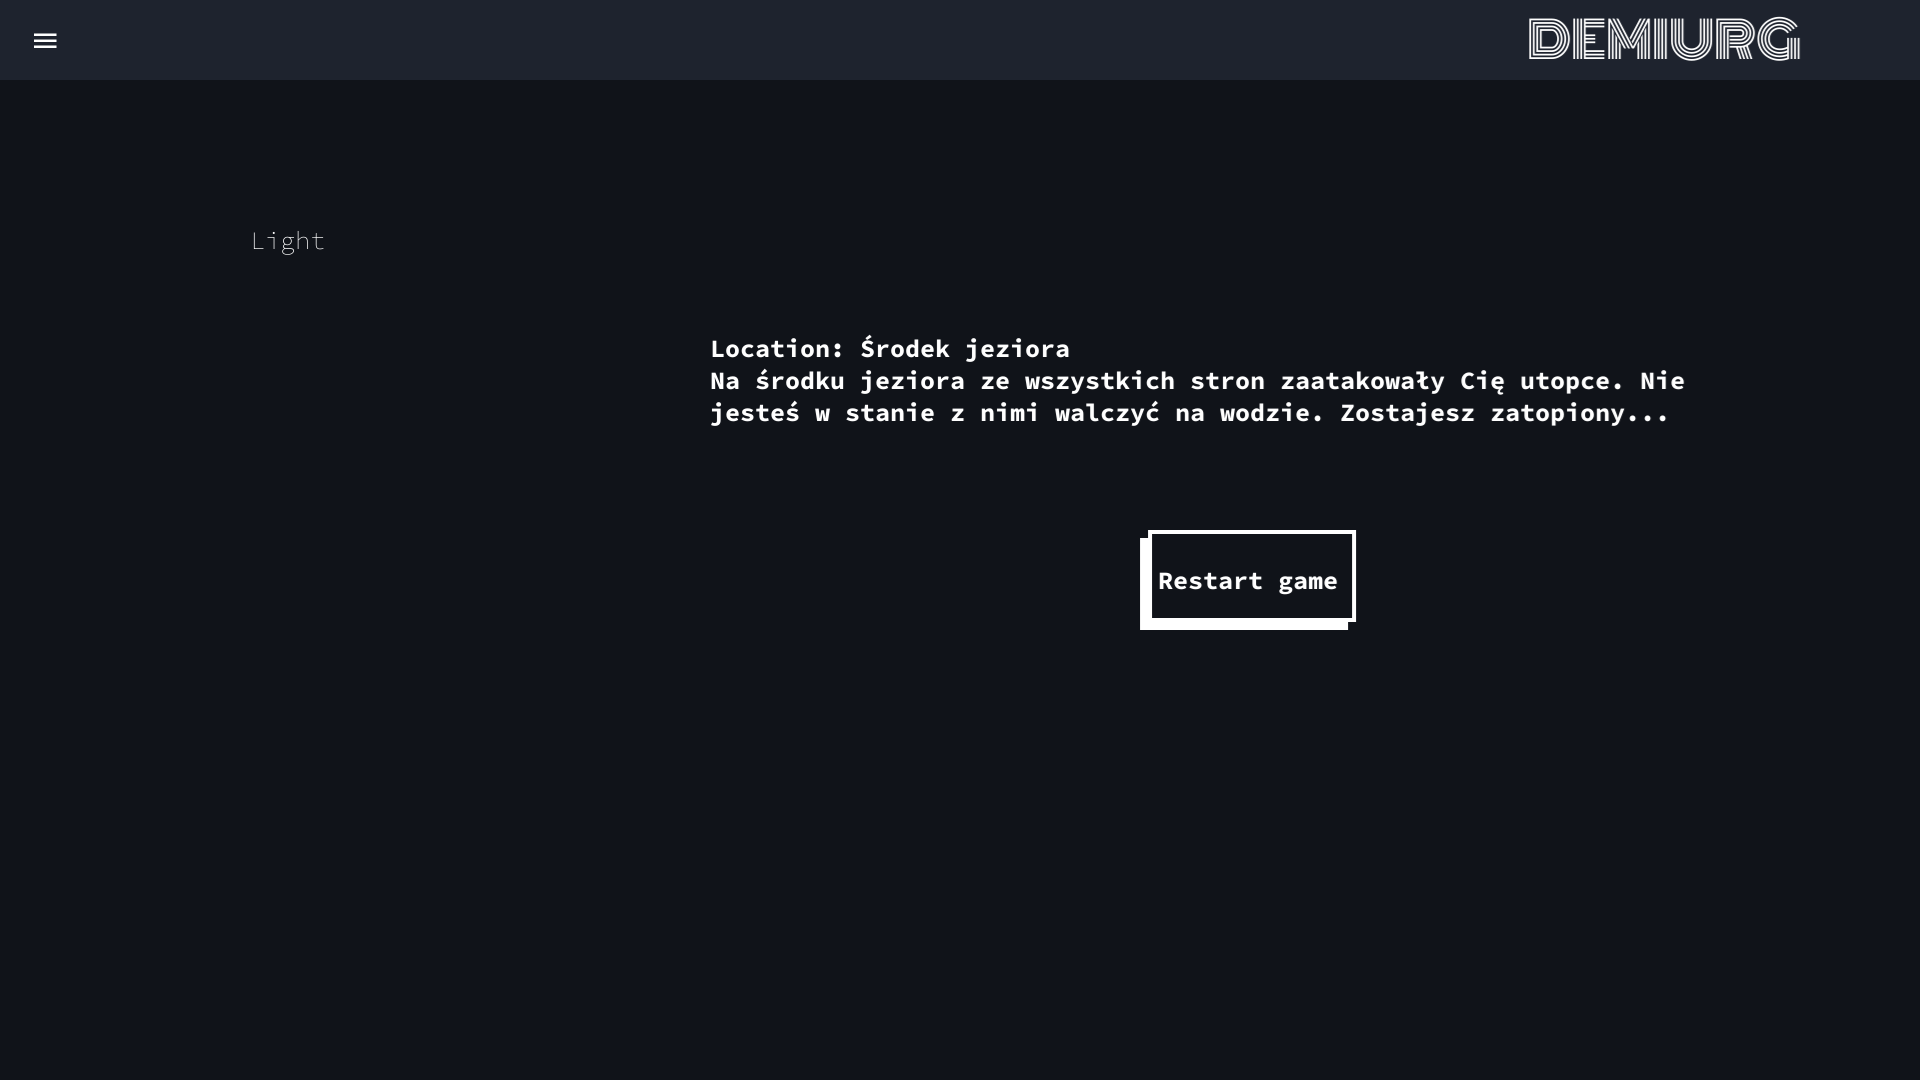 DEMIURG
Light
Location: Środek jeziora
Na środku jeziora ze wszystkich stron zaatakowały Cię utopce. Nie
jesteś w stanie z nimi walczyć na wodzie. Zostajesz zatopiony...
Restart game